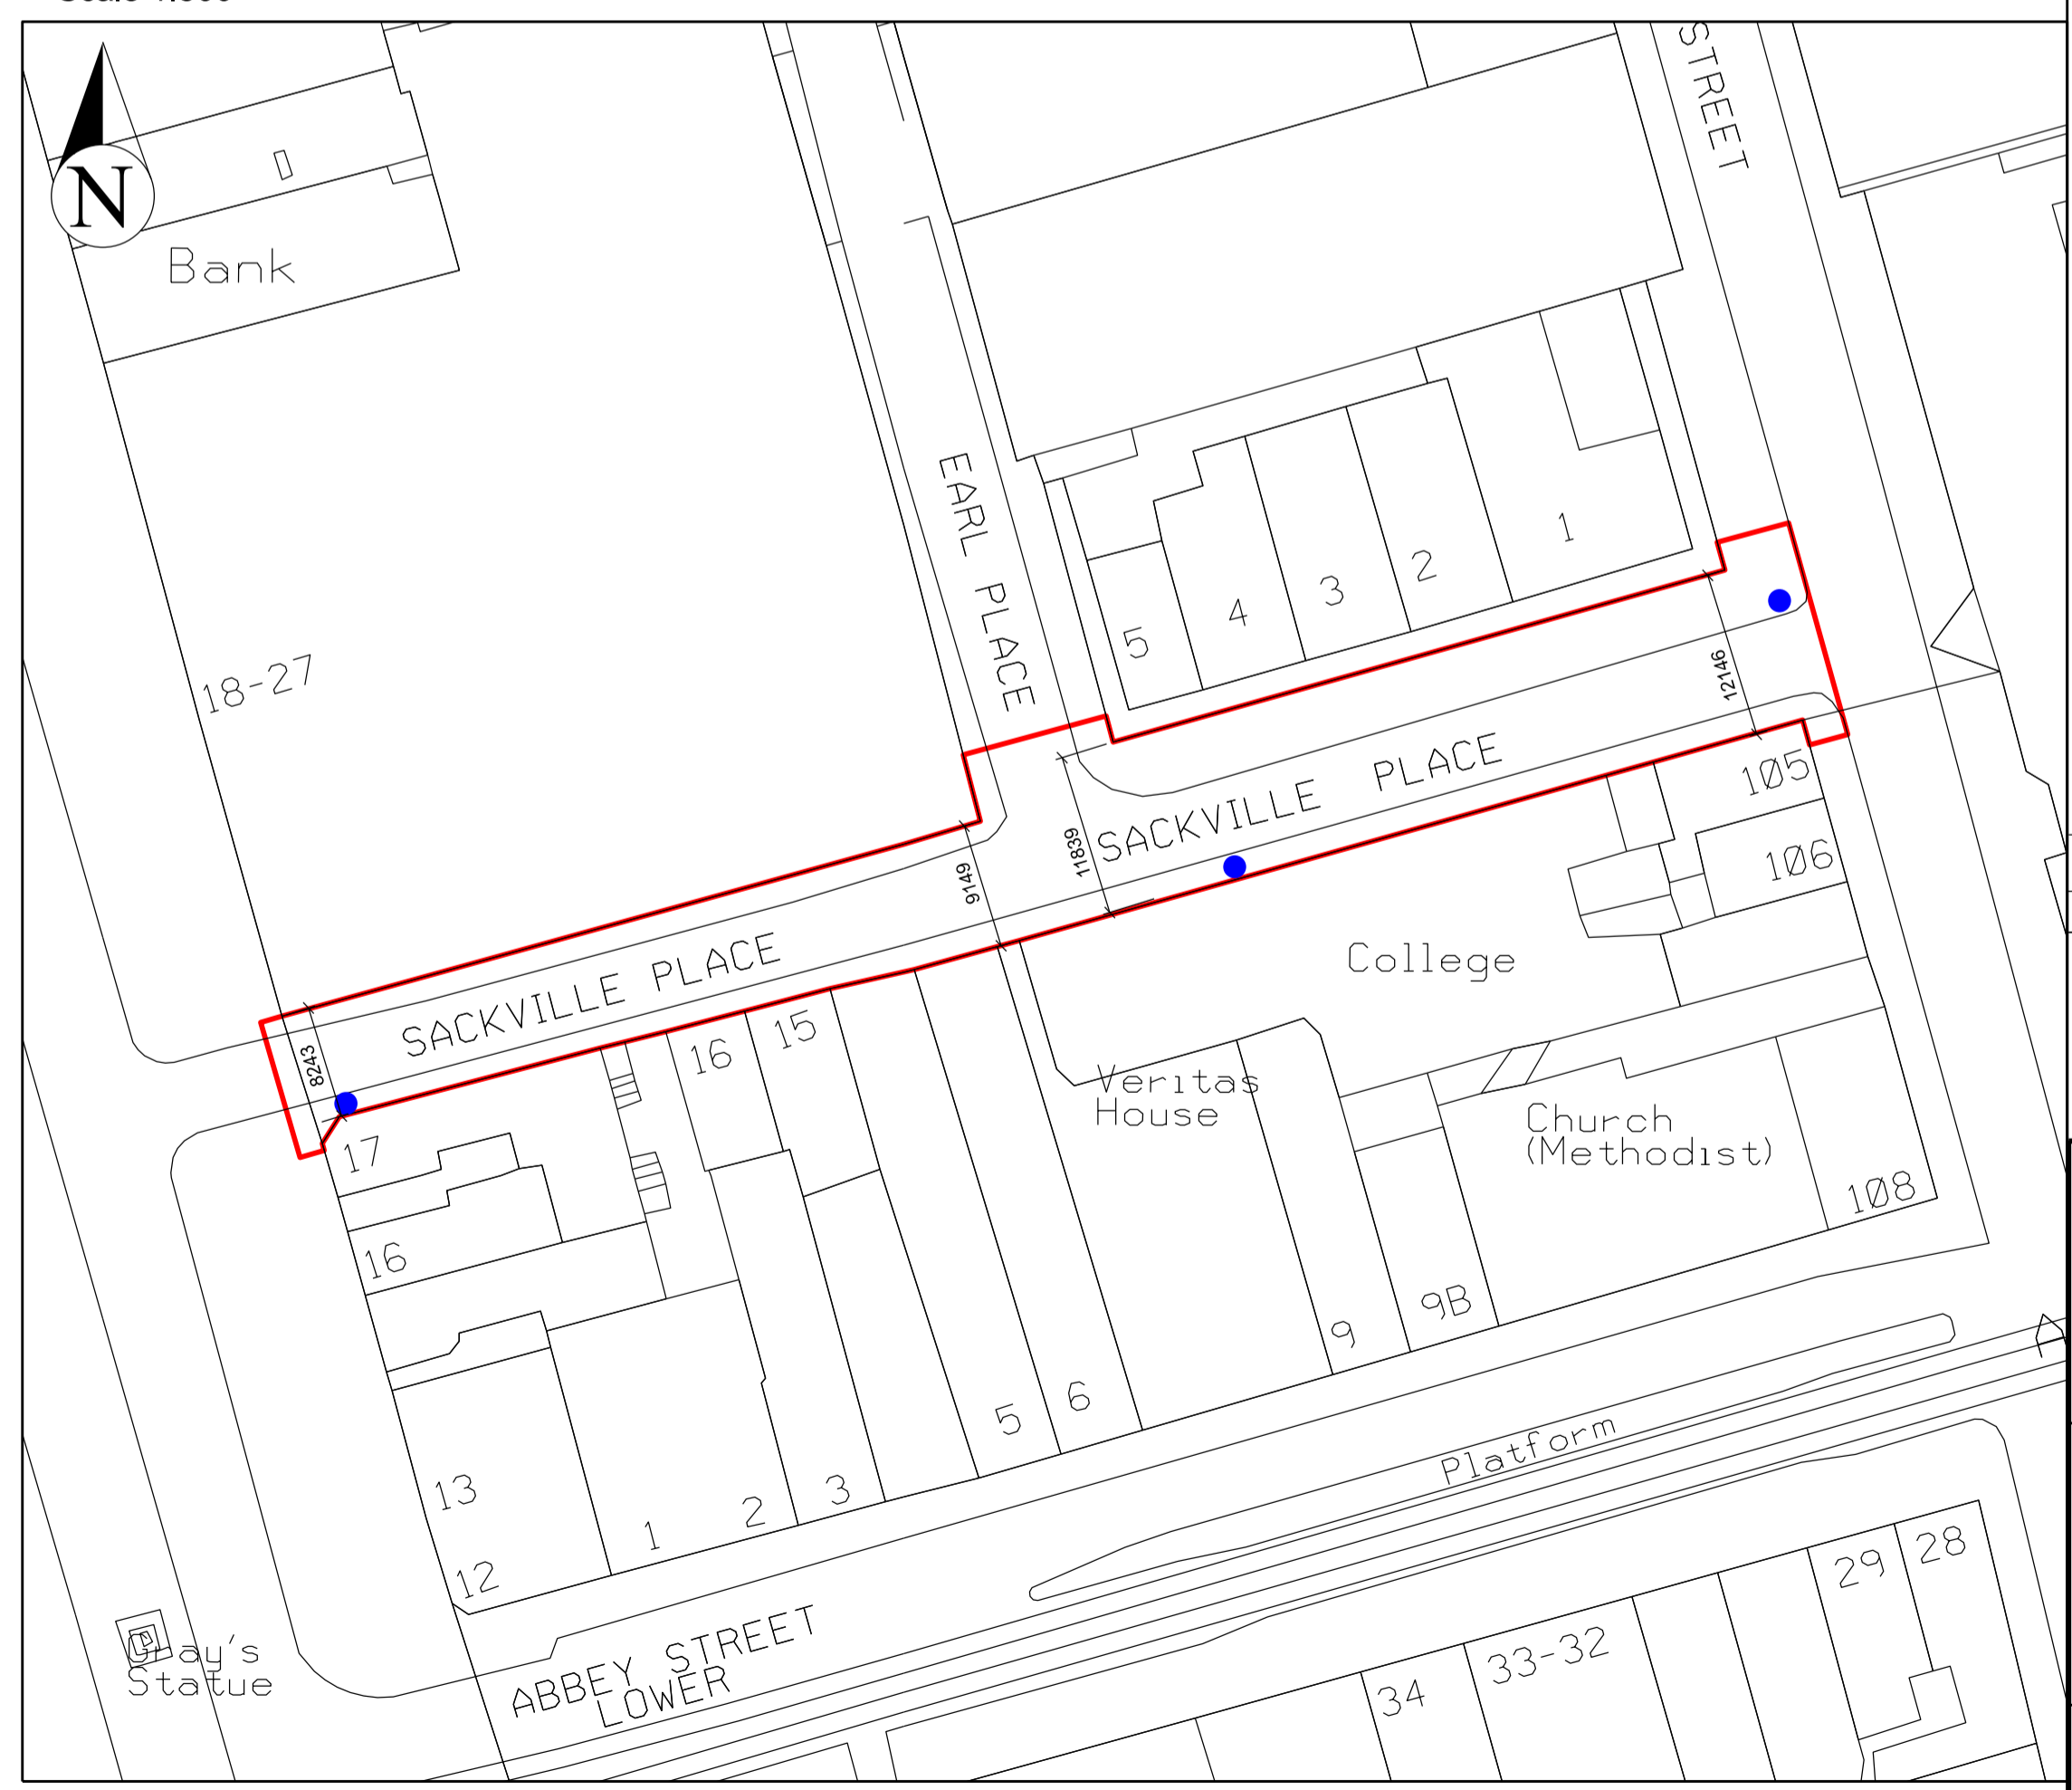 STREET
N
Bank
EARL PLACE
18-27
1
2
3
4
5
12146
SACKVILLE PLACE
11839
9149
105
106
College
SACKVILLE PLACE
8243
15
16
17
Veritas
House
Church
(Methodist)
108
16
9B
9
6
5
Platform
13
3
2
1
12
29
28
ABBEY STREET
LOWER
33-32
34
Gray's
Statue